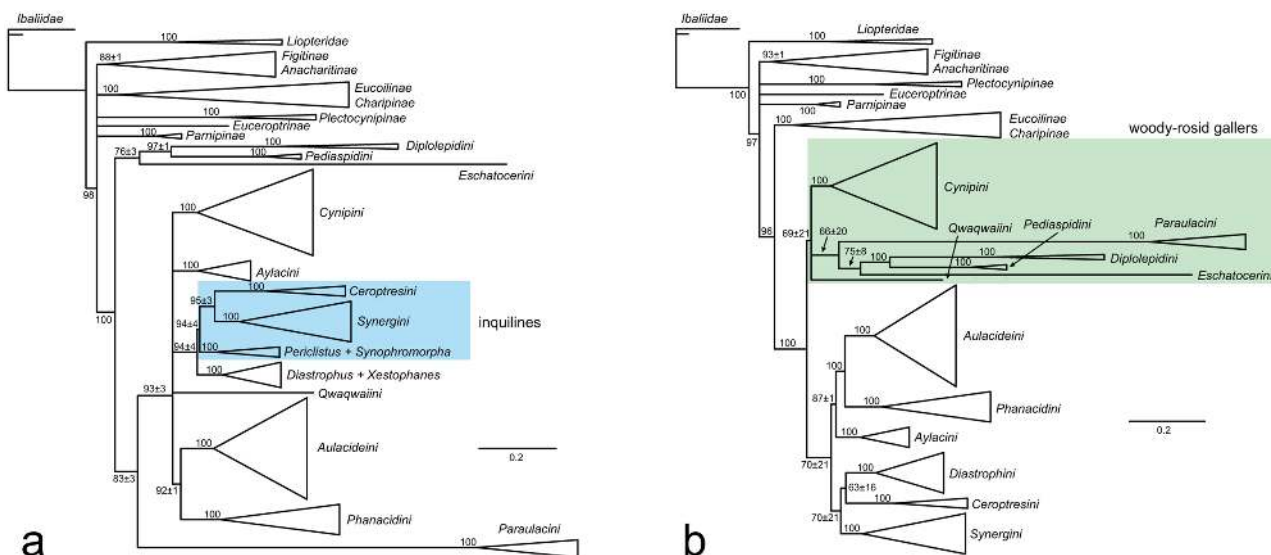 Ibaliidae
100
Liopteridae
88±1
Figitinae
Anacharitinae
100
Eucoilinae
Charipinae
100
Plectocynipinae
Euceroptrinae
100
Parnipinae
97±1
100
Diplolepidini
76±3
100
Pediaspidini
Eschatocerini
98
100
Cynipini
100
Aylacini
95±3
100
Ceroptresini
100
Synergini
inquilines
94±4
94±4
100
Periclistus + Synophromorpha
100
Diastrophus + Xestophanes
100
93±3
Qwaqwaiini
100
Aulacideini
0.2
83±3
92±1
100
Phanacidini
100
Paraulacini
a
Ibaliidae
100
Liopteridae
93±1
Figitinae
Anacharitinae
100
100
Plectocynipinae
Euceroptrinae
100
Parnipinae
100
100
Eucoilinae
Charipinae
97
woody-rosid gallers
100
Cynipini
96
69±21
66±20
Qwaqwaiini
Pediaspidini
Paraulacini
100
75±8
100
100
Diplolepidini
100
Eschatocerini
100
100
Aulacideini
100
87±1
100
Phanacidini
0.2
100
Aylacini
70±21
100
Diastrophini
63±16
100
Ceroptresini
70±21
100
Synergini
b